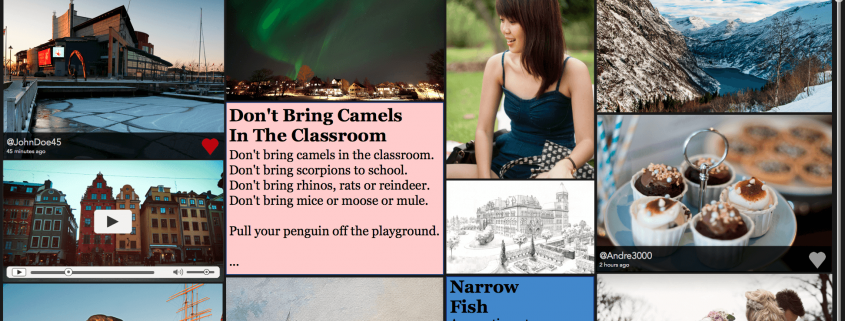 @JohnDoe45
45 minutes ago
Don't Bring Camels
In The Classroom
Don't bring camels in the classroom.
Don't bring scorpions to school.
Don't bring rhinos, rats or reindeer.
Don't bring mice or moose or mule.
Pull your penguin off the playground.
...
@Andre3000
2 hours ago
Narrow
Fish